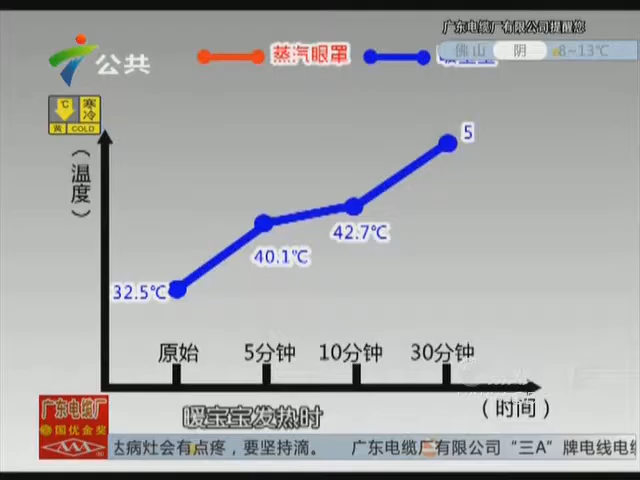 广东电缆厂有限公司提醒您
公共
蒸汽眼罩
佛山 阴 8~13℃
℃ 寒冷
黄 COLD
（温度）
5
42.7℃
40.1℃
32.5℃
原始 5分钟 10分钟 30分钟
（时间）
广东电缆厂
国优金奖
暖宝宝发热时
达病灶会有点疼，要坚持滴。 广东电缆厂有限公司“三A”牌电线电缆